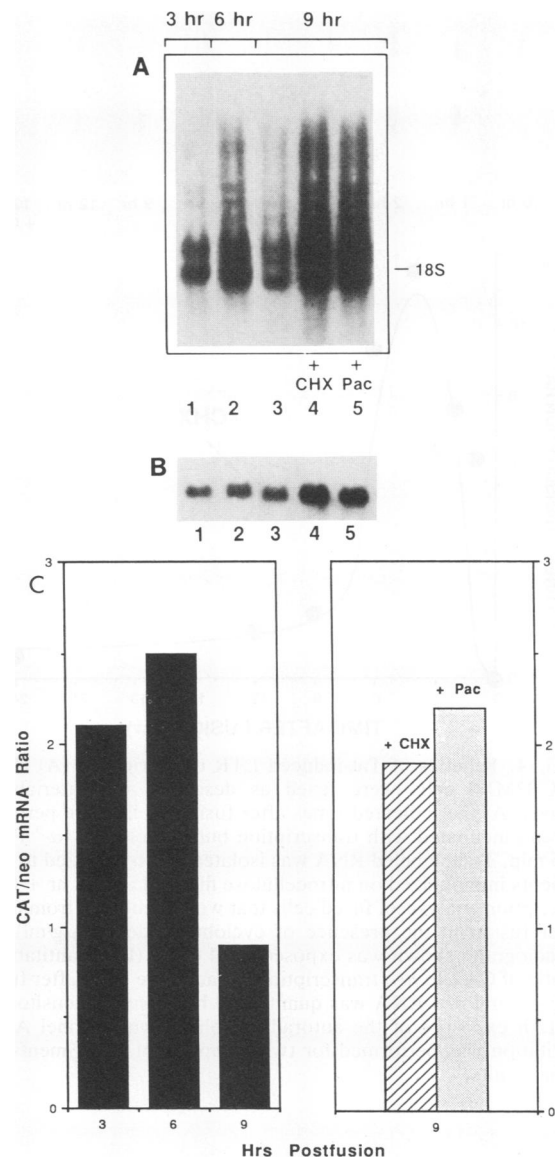 3 hr 6 hr 9 hr
A
18S
+ +
CHX Pac
1 2 3 4 5
B
1 2 3 4 5
C
3 3
2 2
1 1
0 0
CAT/neo mRNA Ratio
+ Pac
+ CHX
3 6 9 9
Hrs Postfusion